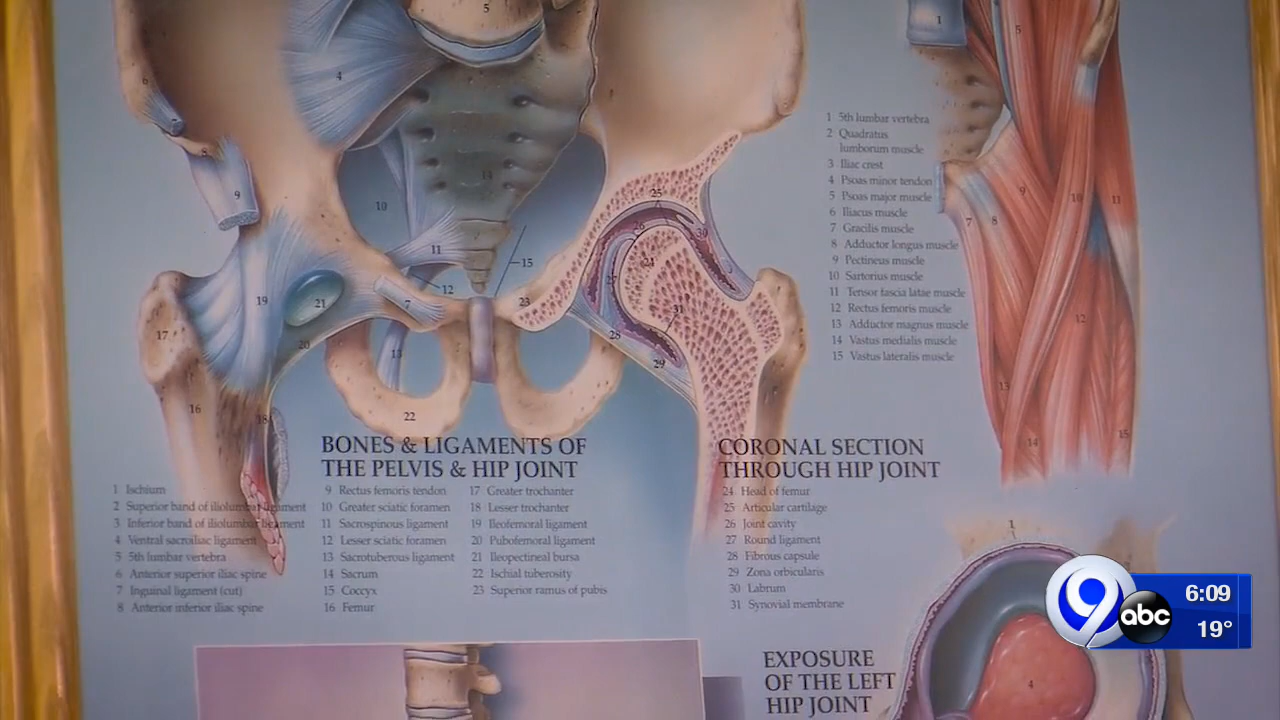 BONES & LIGAMENTS OF
THE PELVIS & HIP JOINT
1 Ischium
2 Superior band of iliolumbar ligament
3 Inferior band of iliolumbar ligament
4 Ventral sacroiliac ligament
5 5th lumbar vertebra
6 Anterior superior iliac spine
7 Inguinal ligament (cut)
8 Anterior inferior iliac spine
9 Rectus femoris tendon
10 Greater sciatic foramen
11 Sacrospinous ligament
12 Lesser sciatic foramen
13 Sacrotuberous ligament
14 Sacrum
15 Coccyx
16 Femur
17 Greater trochanter
18 Lesser trochanter
19 Ileofemoral ligament
20 Pubofemoral ligament
21 Ileopectineal bursa
22 Ischial tuberosity
23 Superior ramus of pubis
CORONAL SECTION
THROUGH HIP JOINT
24 Head of femur
25 Articular cartilage
26 Joint cavity
27 Round ligament
28 Fibrous capsule
29 Zona orbicularis
30 Labrum
31 Synovial membrane
1 5th lumbar vertebra
2 Quadratus
lumborum muscle
3 Iliac crest
4 Psoas minor tendon
5 Psoas major muscle
6 Iliacus muscle
7 Gracilis muscle
8 Adductor longus muscle
9 Pectineus muscle
10 Sartorius muscle
11 Tensor fascia latae muscle
12 Rectus femoris muscle
13 Adductor magnus muscle
14 Vastus medialis muscle
15 Vastus lateralis muscle
EXPOSURE
OF THE LEFT
HIP JOINT
9 abc
6:09
19°